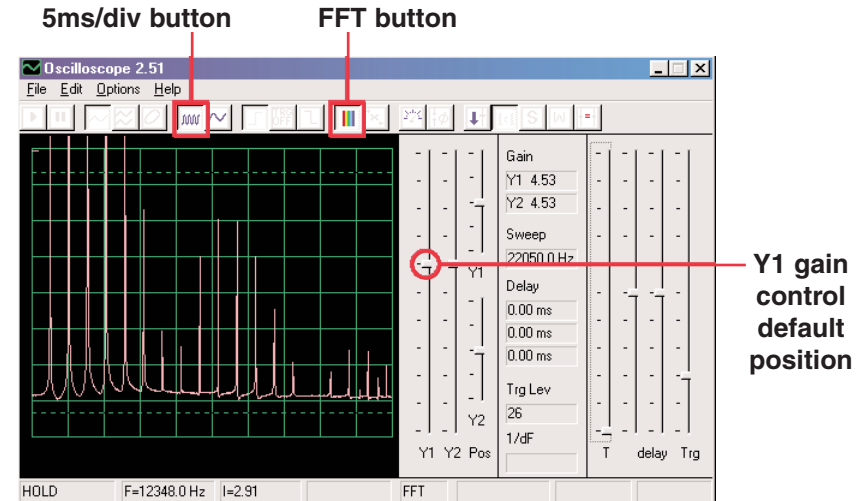 5ms/div button FFT button
Oscilloscope 2.51
File Edit Options Help
1:1 S W
Gain
Y1 4.53
Y2 4.53
Sweep
22050.0 Hz
Y1
Delay
0.00 ms
0.00 ms
0.00 ms
Trg Lev
26
Y2
1/dF
Y1 Y2 Pos T delay Trg
Y1 gain
control
default
position
HOLD F=12348.0 Hz I=2.91 FFT